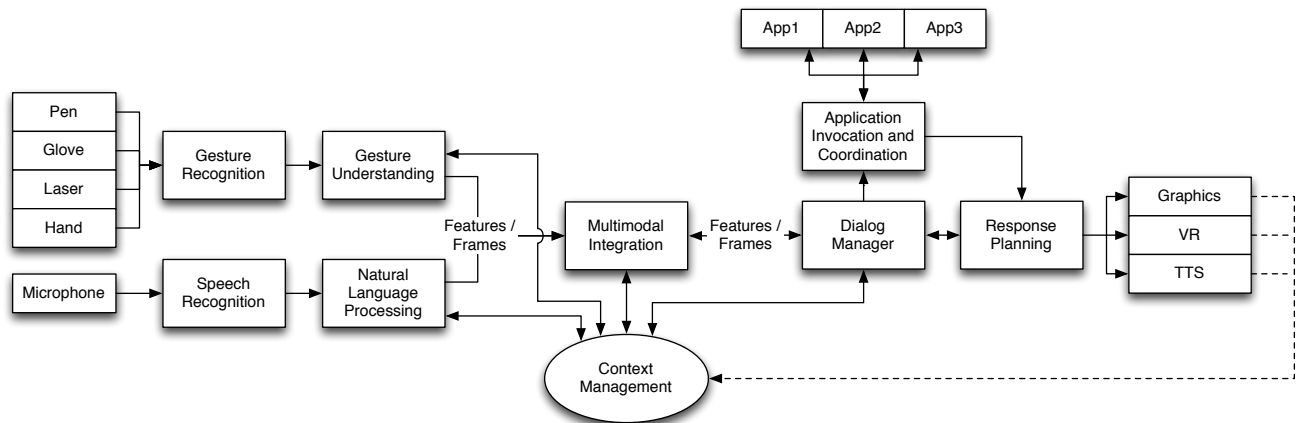 App1
App2
App3
Pen
Glove
Laser
Hand
Gesture
Recognition
Gesture
Understanding
Application
Invocation and
Coordination
Features /
Frames
Multimodal
Integration
Features /
Frames
Dialog
Manager
Response
Planning
Graphics
VR
TTS
Microphone
Speech
Recognition
Natural
Language
Processing
Context
Management